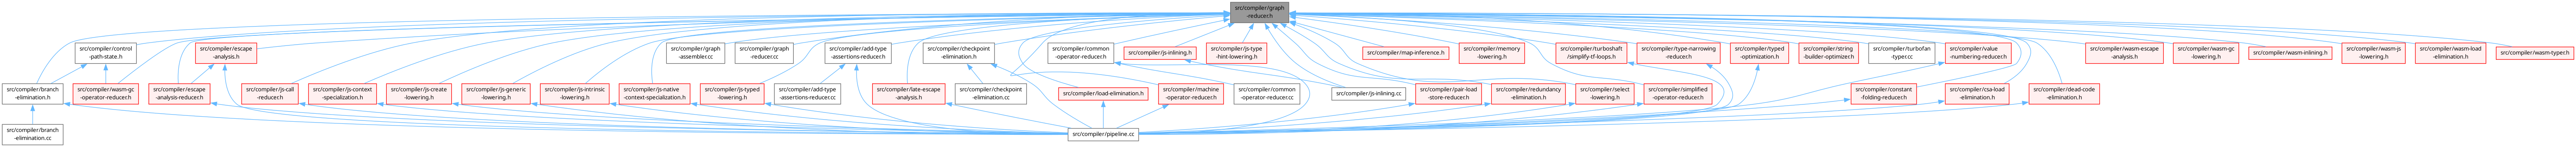 src/compiler/graph
-reducer.h
src/compiler/control
-path-state.h
src/compiler/escape
-analysis.h
src/compiler/graph
-assembler.cc
src/compiler/graph
-reducer.cc
src/compiler/add-type
-assertions-reducer.h
src/compiler/checkpoint
-elimination.h
src/compiler/common
-operator-reducer.h
src/compiler/js-inlining.h
src/compiler/js-type
-hint-lowering.h
src/compiler/map-inference.h
src/compiler/memory
-lowering.h
src/compiler/turboshaft
/simplify-tf-loops.h
src/compiler/type-narrowing
-reducer.h
src/compiler/typed
-optimization.h
src/compiler/string
-builder-optimizer.h
src/compiler/turbofan
-typer.cc
src/compiler/value
-numbering-reducer.h
src/compiler/wasm-escape
-analysis.h
src/compiler/wasm-gc
-lowering.h
src/compiler/wasm-inlining.h
src/compiler/wasm-js
-lowering.h
src/compiler/wasm-load
-elimination.h
src/compiler/wasm-typer.h
src/compiler/branch
-elimination.h
src/compiler/wasm-gc
-operator-reducer.h
src/compiler/escape
-analysis-reducer.h
src/compiler/js-call
-reducer.h
src/compiler/js-context
-specialization.h
src/compiler/js-create
-lowering.h
src/compiler/js-generic
-lowering.h
src/compiler/js-intrinsic
-lowering.h
src/compiler/js-native
-context-specialization.h
src/compiler/js-typed
-lowering.h
src/compiler/add-type
-assertions-reducer.cc
src/compiler/late-escape
-analysis.h
src/compiler/checkpoint
-elimination.cc
src/compiler/load-elimination.h
src/compiler/machine
-operator-reducer.h
src/compiler/common
-operator-reducer.cc
src/compiler/js-inlining.cc
src/compiler/pair-load
-store-reducer.h
src/compiler/redundancy
-elimination.h
src/compiler/select
-lowering.h
src/compiler/simplified
-operator-reducer.h
src/compiler/constant
-folding-reducer.h
src/compiler/csa-load
-elimination.h
src/compiler/dead-code
-elimination.h
src/compiler/branch
-elimination.cc
src/compiler/pipeline.cc